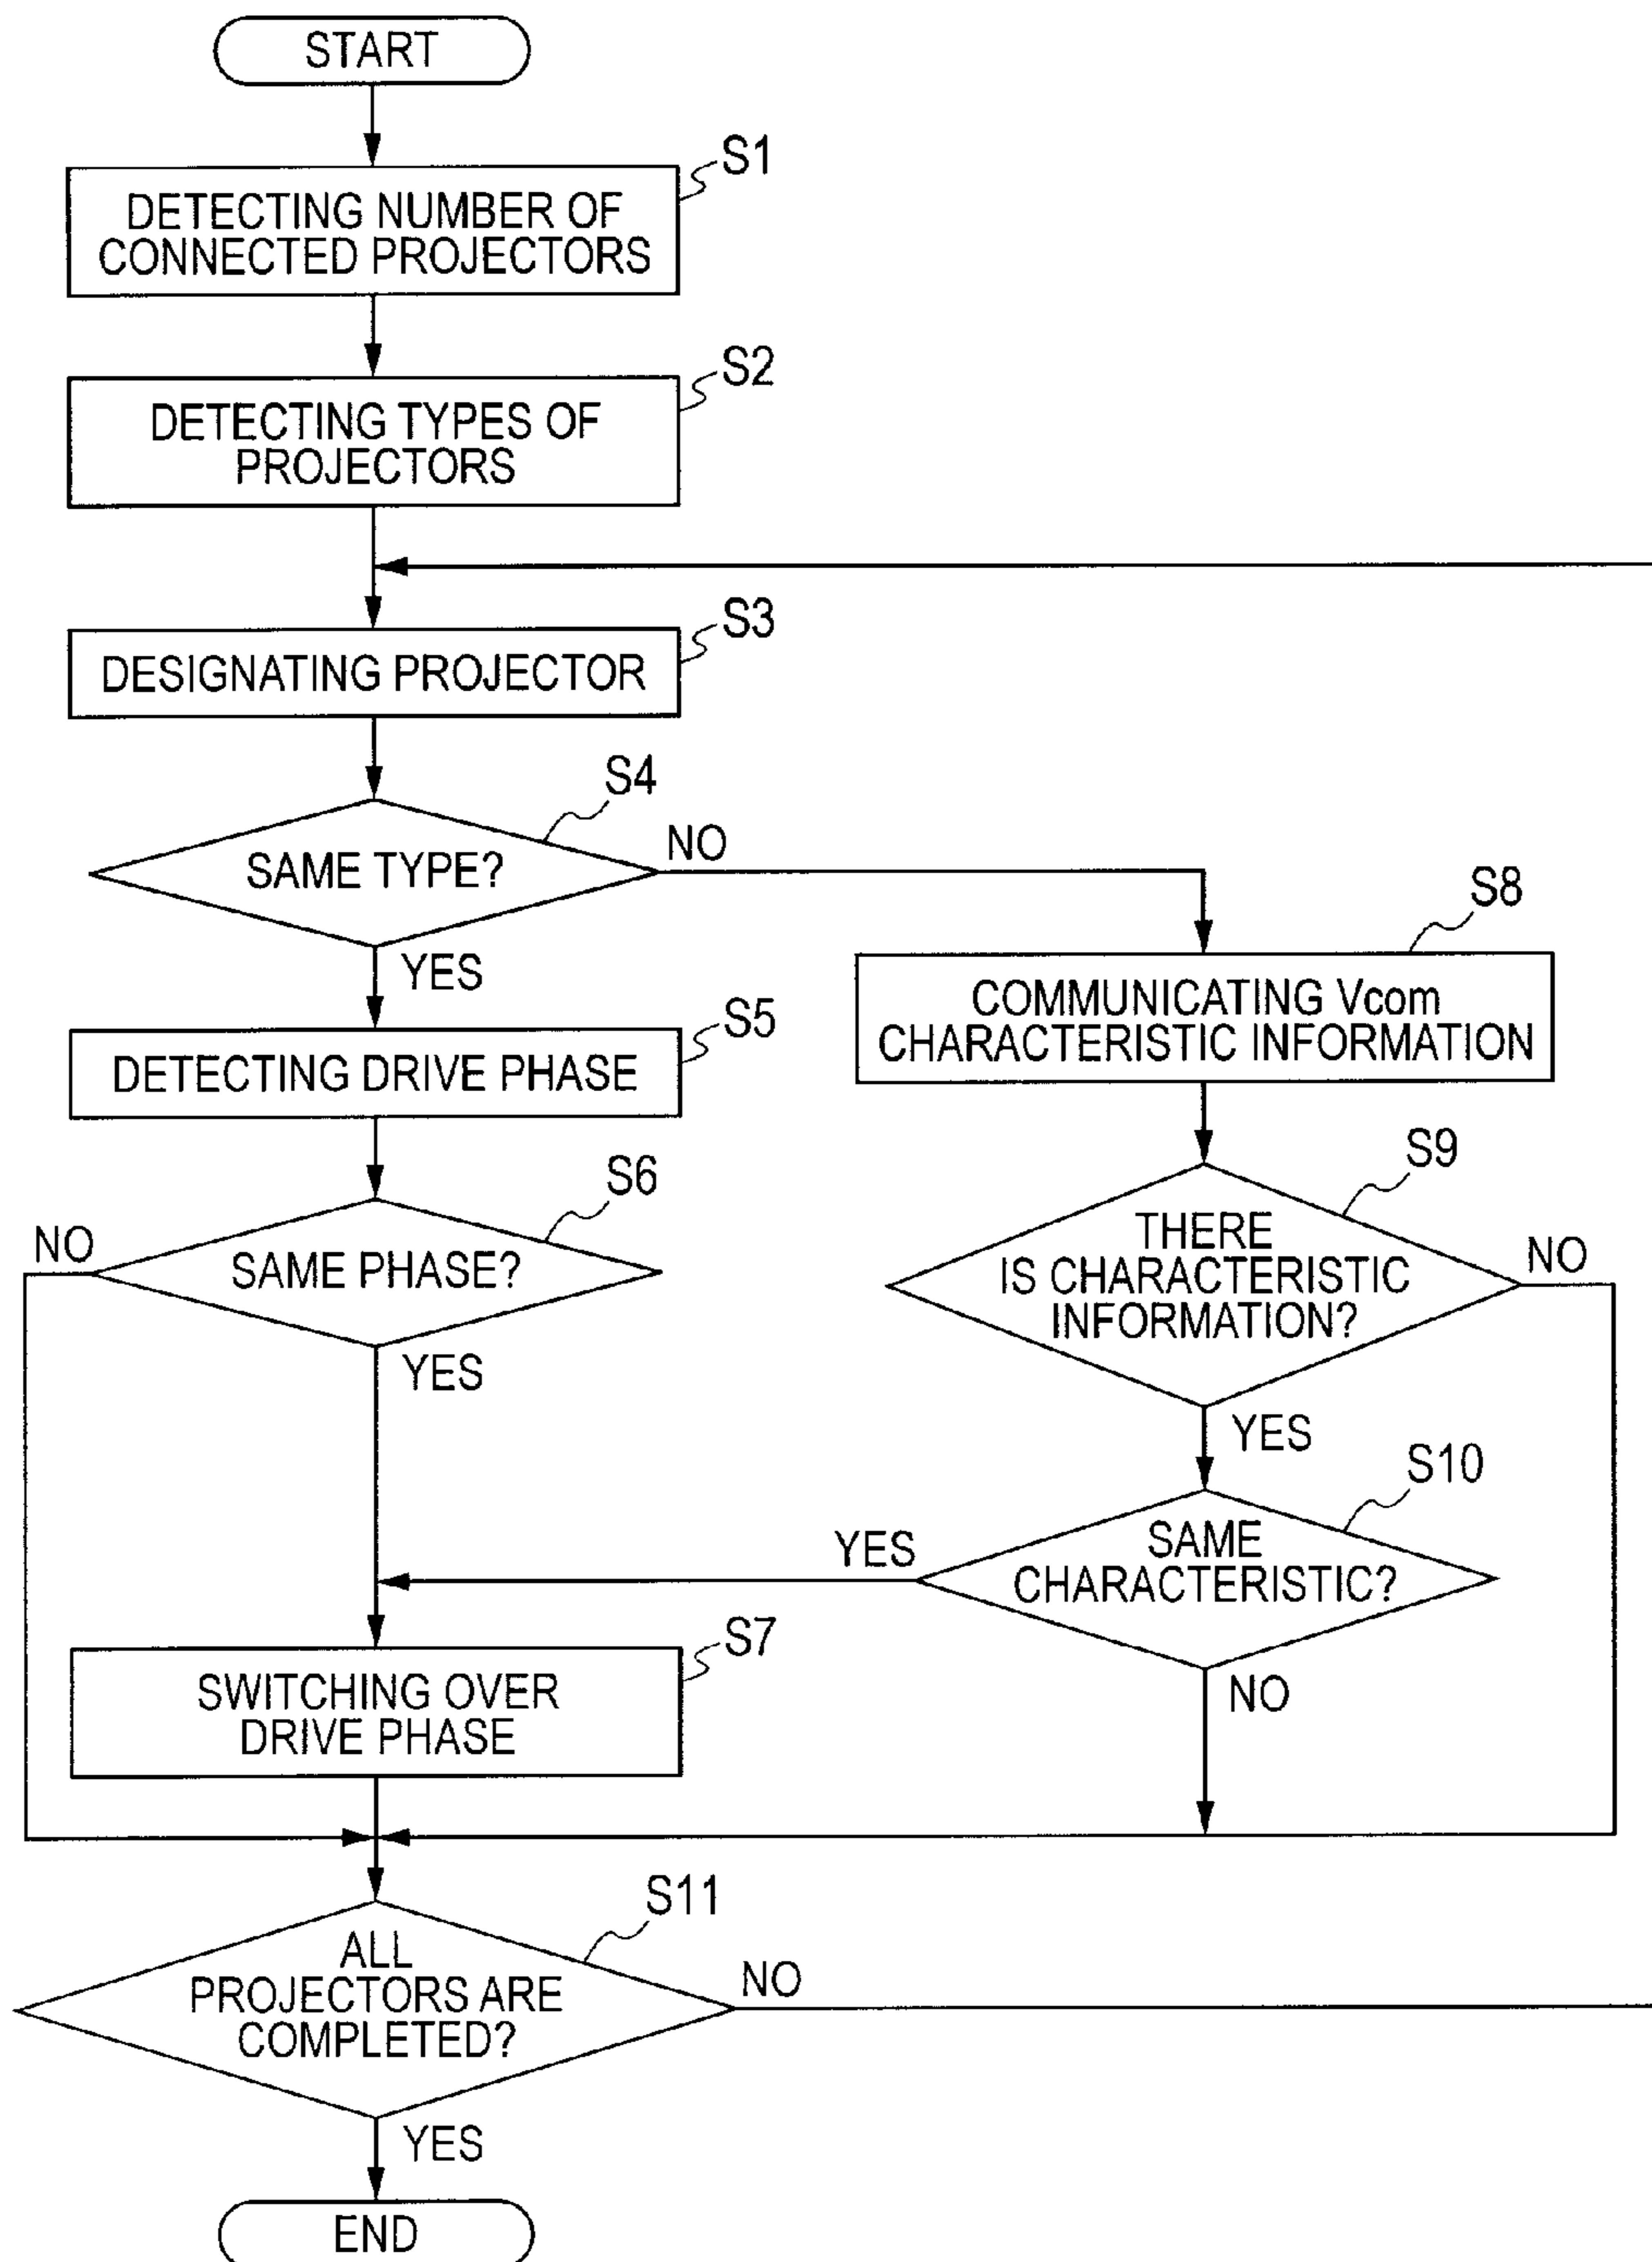 START
S1
DETECTING NUMBER OF
CONNECTED PROJECTORS
S2
DETECTING TYPES OF
PROJECTORS
S3
DESIGNATING PROJECTOR
S4
SAME TYPE?
NO
YES
S8
COMMUNICATING Vcom
CHARACTERISTIC INFORMATION
S5
DETECTING DRIVE PHASE
S6
NO
SAME PHASE?
YES
S9
THERE
IS CHARACTERISTIC
INFORMATION?
NO
YES
S10
SAME
CHARACTERISTIC?
YES
NO
S7
SWITCHING OVER
DRIVE PHASE
S11
ALL
PROJECTORS ARE
COMPLETED?
NO
YES
END